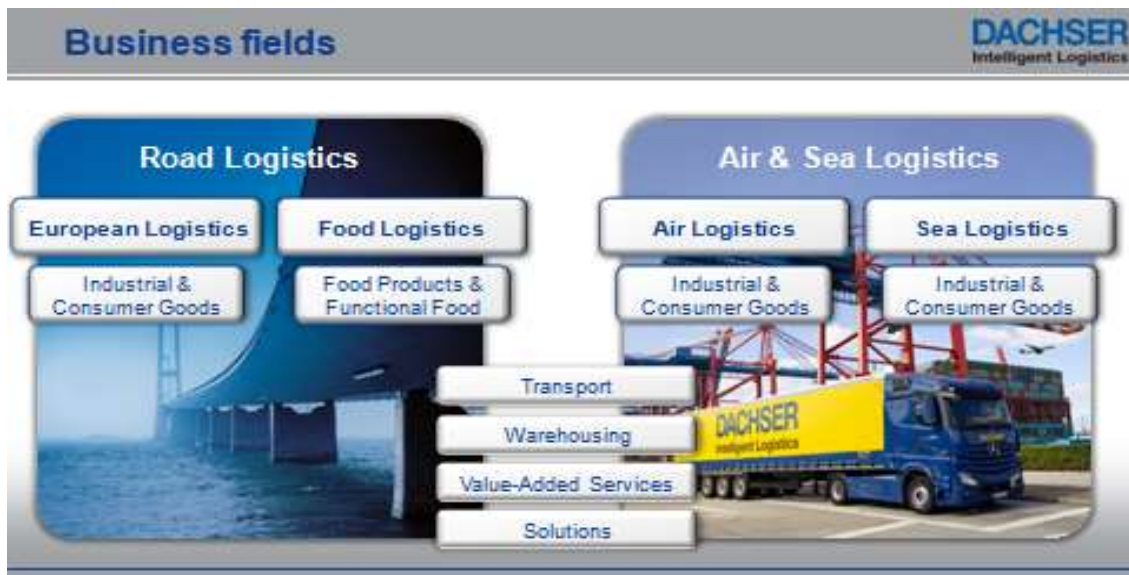 Business fields
DACHSER
Intelligent Logistics
Road Logistics
European Logistics
Food Logistics
Industrial &
Consumer Goods
Food Products &
Functional Food
Air & Sea Logistics
Air Logistics
Sea Logistics
Industrial &
Consumer Goods
Industrial &
Consumer Goods
Transport
Warehousing
Value-Added Services
Solutions
DACHSER
Intelligent Logistics